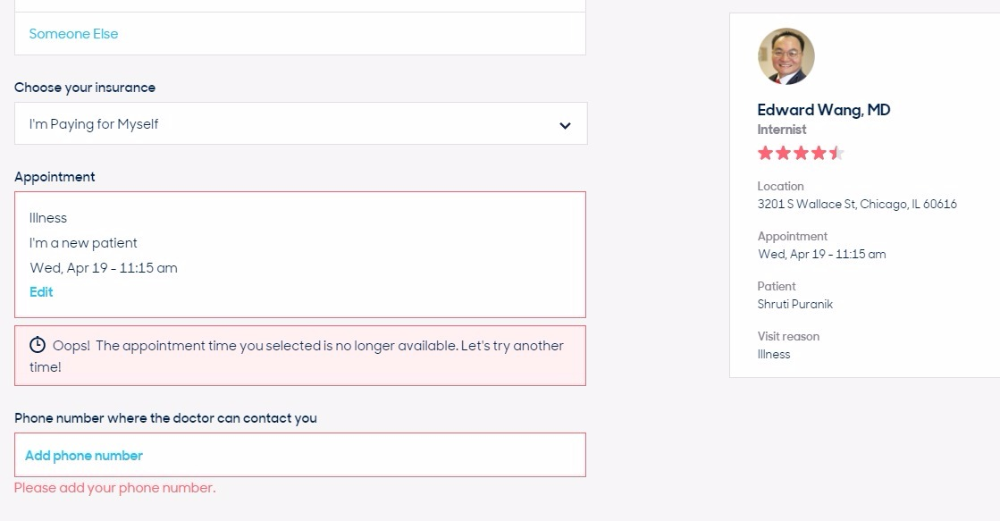 Someone Else
Choose your insurance
I'm Paying for Myself
Appointment
Illness
I'm a new patient
Wed, Apr 19 - 11:15 am
Edit
Oops!  The appointment time you selected is no longer available. Let's try another
time!
Phone number where the doctor can contact you
Add phone number
Please add your phone number.
Edward Wang, MD
Internist
Location
3201 S Wallace St, Chicago, IL 60616
Appointment
Wed, Apr 19 - 11:15 am
Patient
Shruti Puranik
Visit reason
Illness